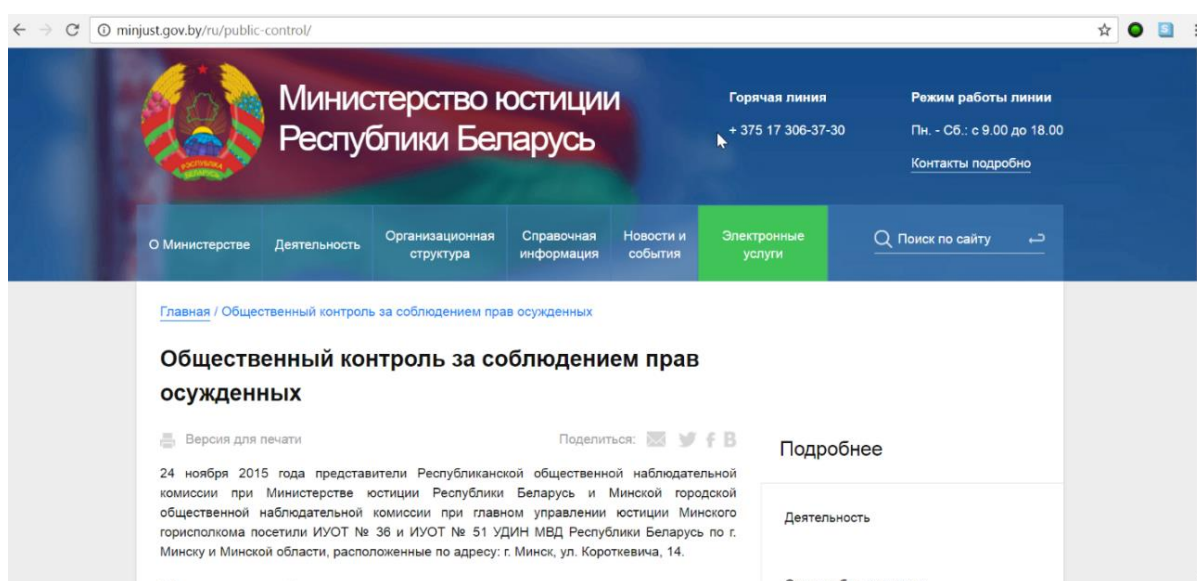 minjust.gov.by/ru/public-control/
Министерство юстиции
Республики Беларусь
Горячая линия
+ 375 17 306-37-30
Режим работы линии
Пн. - Сб.: с 9.00 до 18.00
Контакты подробно
РЭСПУБЛІКА
БЕЛАРУСЬ
О Министерстве
Деятельность
Организационная
структура
Справочная
информация
Новости и
события
Электронные
услуги
Поиск по сайту
Главная / Общественный контроль за соблюдением прав осужденных
Общественный контроль за соблюдением прав
осужденных
Версия для печати
Поделиться:
24 ноября 2015 года представители Республиканской общественной наблюдательной
комиссии при Министерстве юстиции Республики Беларусь и Минской городской
общественной наблюдательной комиссии при главном управлении юстиции Минского
горисполкома посетили ИУОТ № 36 и ИУОТ № 51 УДИН МВД Республики Беларусь по г.
Минску и Минской области, расположенные по адресу: г. Минск, ул. Короткевича, 14.
Подробнее
Деятельность